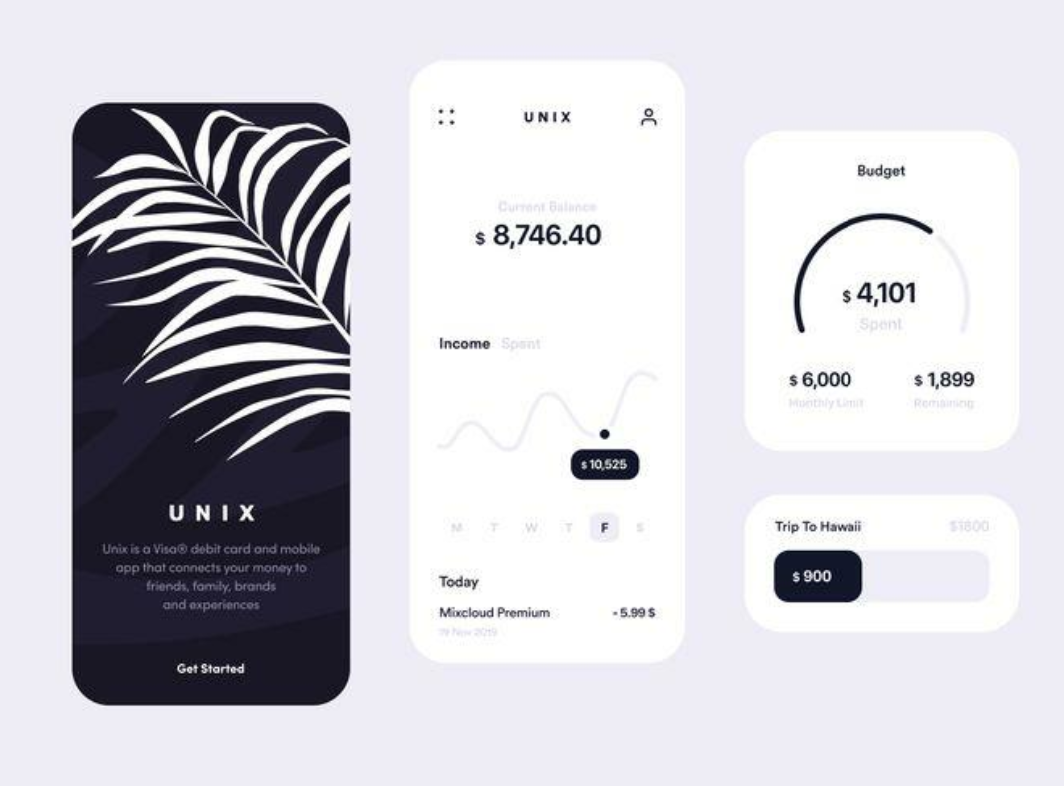 UNIX
Unix is a Visa® debit card and mobile
app that connects your money to
friends, family, brands
and experiences
Get Started
UNIX
Current Balance
$ 8,746.40
Income Spent
$ 10,525
M T W T F S
Today
Mixcloud Premium - 5.99 $
19 Nov 2019
Budget
$ 4,101
Spent
$ 6,000 $ 1,899
Monthly Limit Remaining
Trip To Hawaii $1800
$ 900